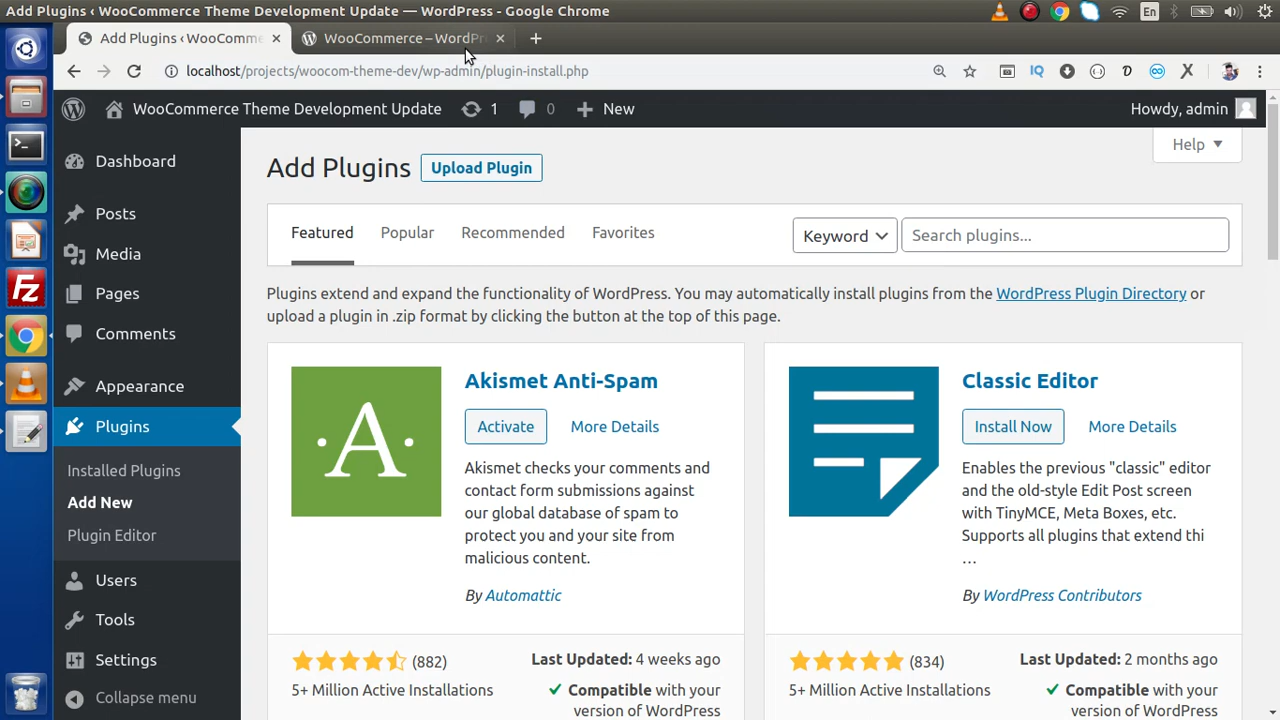 Add Plugins ‹ WooCommerce Theme Development Update — WordPress - Google Chrome
En
Add Plugins ‹ WooComme
WooCommerce – WordPr
localhost/projects/woocom-theme-dev/wp-admin/plugin-install.php
IQ
WooCommerce Theme Development Update
1
0
New
Howdy, admin
Dashboard
Posts
Media
Pages
Comments
Appearance
Plugins
Installed Plugins
Add New
Plugin Editor
Users
Tools
Settings
Collapse menu
Help
Add Plugins
Upload Plugin
Featured
Popular
Recommended
Favorites
Keyword
Search plugins...
Plugins extend and expand the functionality of WordPress. You may automatically install plugins from the WordPress Plugin Directory or
upload a plugin in .zip format by clicking the button at the top of this page.
A
Akismet Anti-Spam
Activate
More Details
Akismet checks your comments and
contact form submissions against
our global database of spam to
protect you and your site from
malicious content.
By Automattic
(882)
5+ Million Active Installations
Last Updated: 4 weeks ago
Compatible with your
version of WordPress
Classic Editor
Install Now
More Details
Enables the previous "classic" editor
and the old-style Edit Post screen
with TinyMCE, Meta Boxes, etc.
Supports all plugins that extend thi
…
By WordPress Contributors
(834)
5+ Million Active Installations
Last Updated: 2 months ago
Compatible with your
version of WordPress